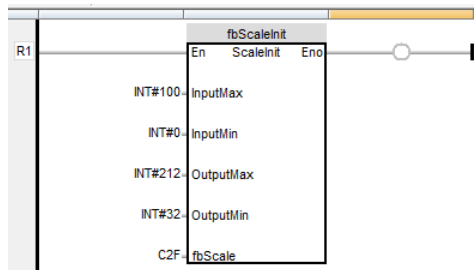 fbScaleInit
R1
En ScaleInit Eno
INT#100 InputMax
INT#0 InputMin
INT#212 OutputMax
INT#32 OutputMin
C2F fbScale